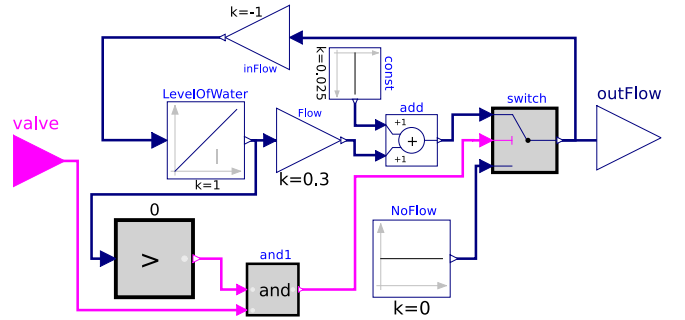 k=-1
inFlow
k=0.025
const
LevelOfWater
I
k=1
Flow
k=0.3
add
+1
+
+1
switch
outFlow
valve
0
>
and1
and
NoFlow
k=0